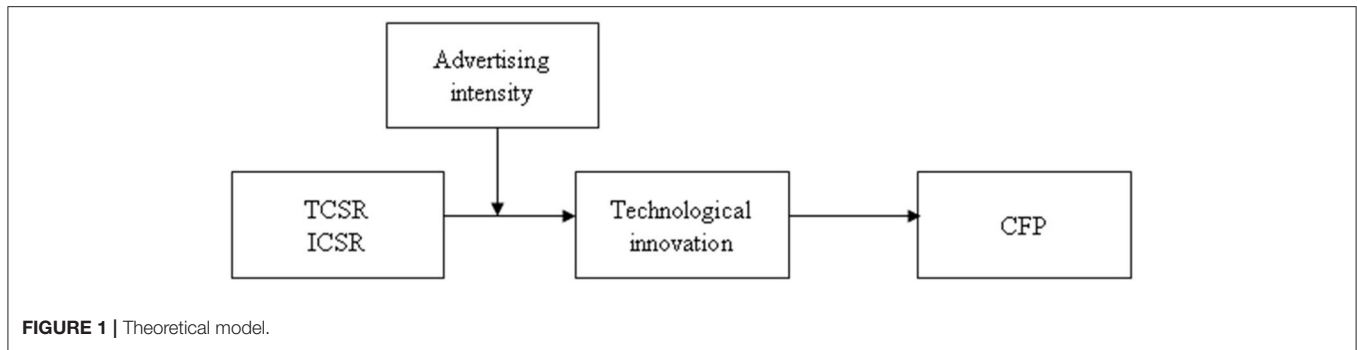 Advertising
intensity
TCSR
ICSR
Technological
innovation
CFP
FIGURE 1 | Theoretical model.